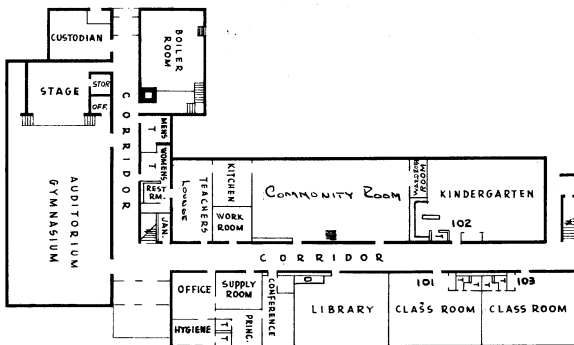 CUSTODIAN
BOILER ROOM
STAGE
STOR
OFF.
CORRIDOR
MENS
T
WOMENS
T
REST RM.
JAN.
AUDITORIUM
GYMNASIUM
TEACHERS LOUNGE
KITCHEN
WORK ROOM
COMMUNITY ROOM
WARDROBE ROOM
KINDERGARTEN
102
T
CORRIDOR
OFFICE
SUPPLY ROOM
CONFERENCE
LIBRARY
101
CLASS ROOM
103
CLASS ROOM
HYGIENE
T
T
PRINC.